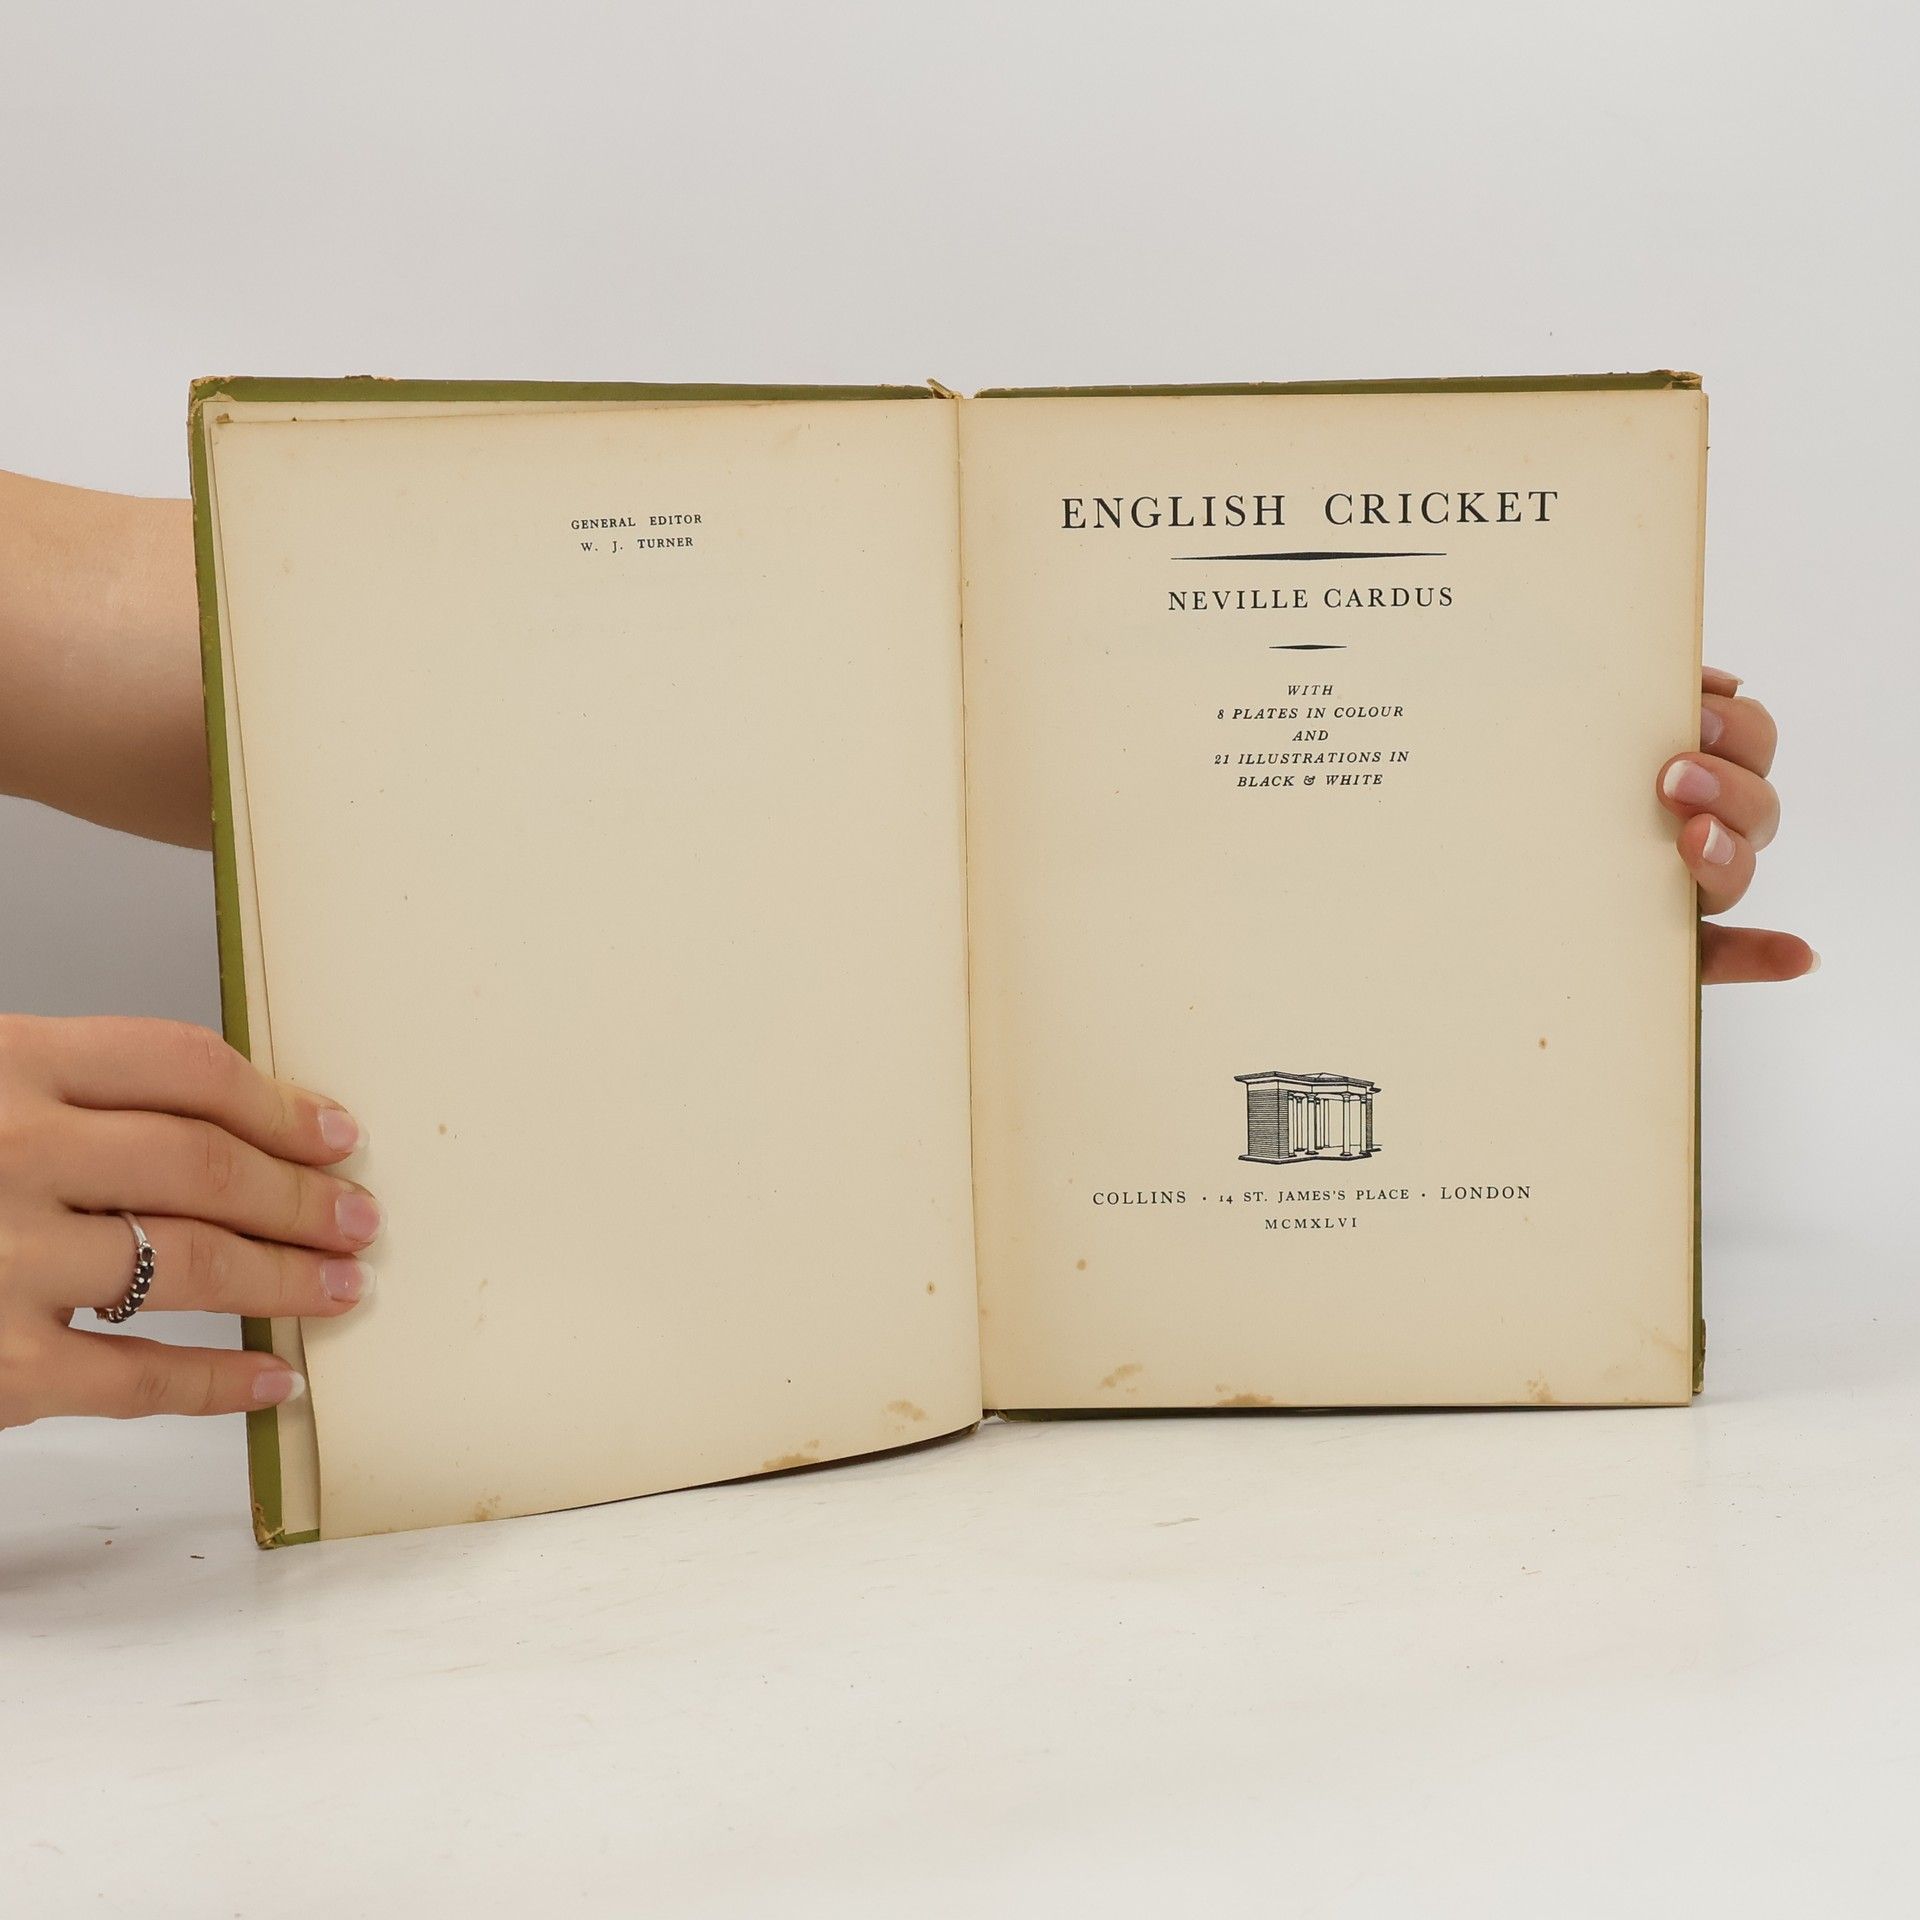 GENERAL EDITOR
W. J. TURNER
ENGLISH CRICKET
NEVILLE CARDUS
WITH
8 PLATES IN COLOUR
AND
21 ILLUSTRATIONS IN
BLACK & WHITE
COLLINS · 14 ST. JAMES'S PLACE · LONDON
MCMXLVI